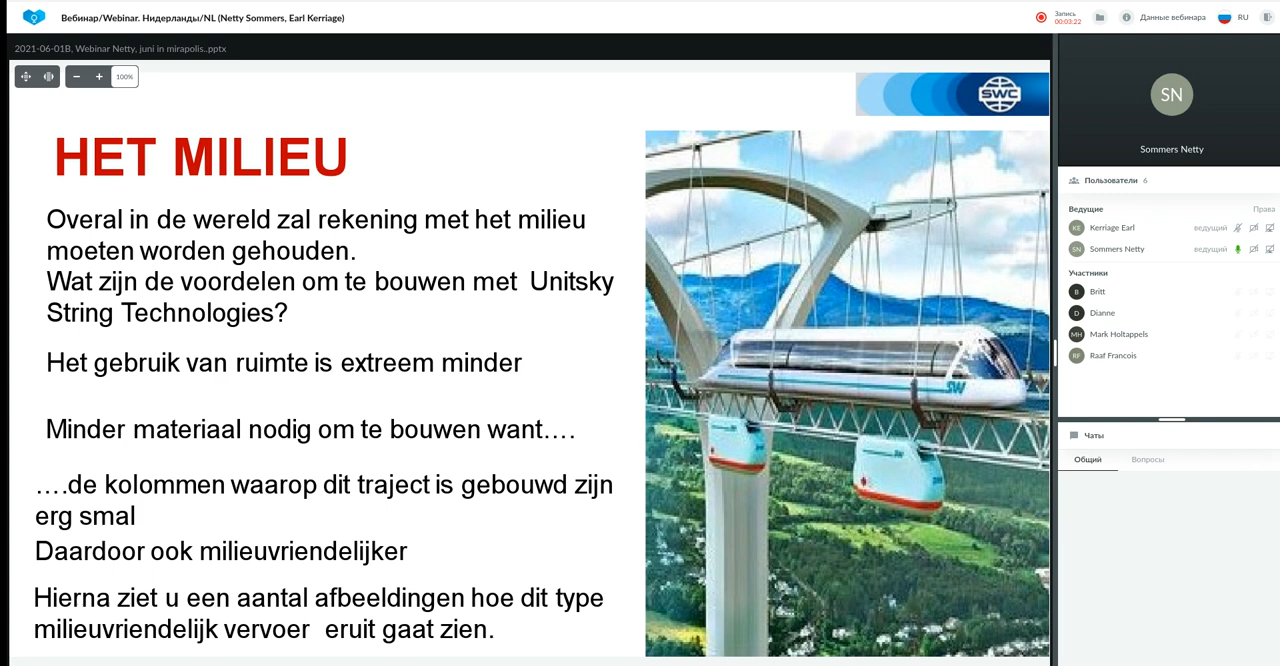 Вебинар/Webinar. Нидерланды/NL (Netty Sommers, Earl Kerriage)
Запись
00:03:22
Данные вебинара
RU
2021-06-01B, Webinar Netty, juni in mirapolis..pptx
100%
SWC
HET MILIEU
Overal in de wereld zal rekening met het milieu
moeten worden gehouden.
Wat zijn de voordelen om te bouwen met Unitsky
String Technologies?
Het gebruik van ruimte is extreem minder
Minder materiaal nodig om te bouwen want….
….de kolommen waarop dit traject is gebouwd zijn
erg smal
Daardoor ook milieuvriendelijker
Hierna ziet u een aantal afbeeldingen hoe dit type
milieuvriendelijk vervoer eruit gaat zien.
SN
Sommers Netty
Пользователи 6
Ведущие Права
KE Kerriage Earl ведущий
SN Sommers Netty ведущий
Участники
B Britt
D Dianne
MH Mark Holtappels
RF Raaf Francois
Чаты
Общий Вопросы